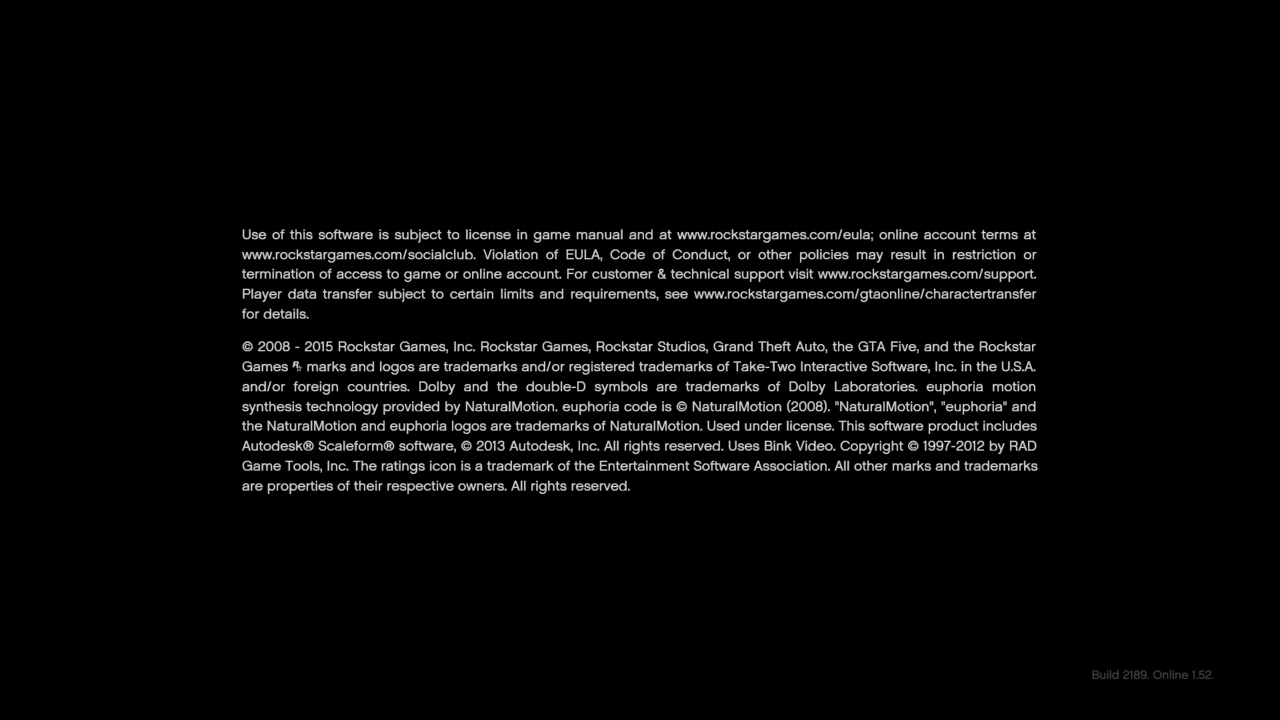 Use of this software is subject to license in game manual and at www.rockstargames.com/eula; online account terms at
www.rockstargames.com/socialclub. Violation of EULA, Code of Conduct, or other policies may result in restriction or
termination of access to game or online account. For customer & technical support visit www.rockstargames.com/support.
Player data transfer subject to certain limits and requirements, see www.rockstargames.com/gtaonline/charactertransfer
for details.
© 2008 - 2015 Rockstar Games, Inc. Rockstar Games, Rockstar Studios, Grand Theft Auto, the GTA Five, and the Rockstar
Games R* marks and logos are trademarks and/or registered trademarks of Take-Two Interactive Software, Inc. in the U.S.A.
and/or foreign countries. Dolby and the double-D symbols are trademarks of Dolby Laboratories. euphoria motion
synthesis technology provided by NaturalMotion. euphoria code is © NaturalMotion (2008). "NaturalMotion", "euphoria" and
the NaturalMotion and euphoria logos are trademarks of NaturalMotion. Used under license. This software product includes
Autodesk® Scaleform® software, © 2013 Autodesk, Inc. All rights reserved. Uses Bink Video. Copyright © 1997-2012 by RAD
Game Tools, Inc. The ratings icon is a trademark of the Entertainment Software Association. All other marks and trademarks
are properties of their respective owners. All rights reserved.
Build 2189. Online 1.52.